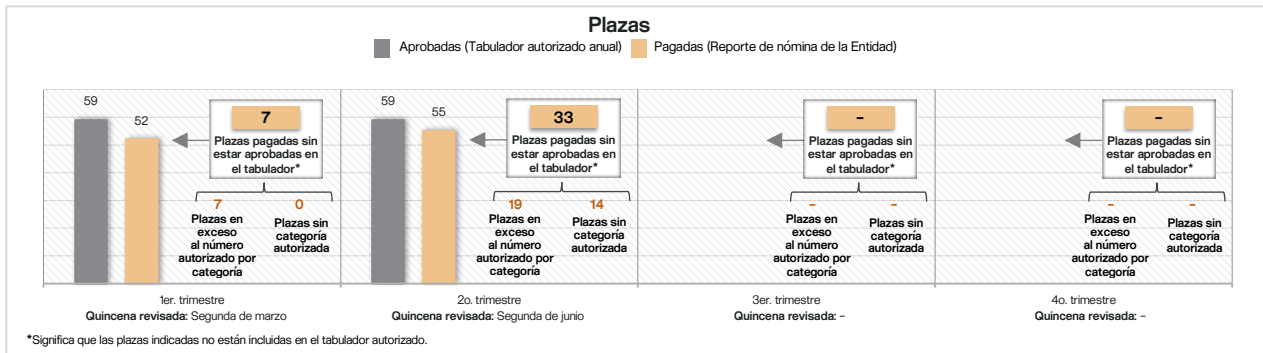 Plazas
Aprobadas (Tabulador autorizado anual)
Pagadas (Reporte de nómina de la Entidad)
59
52
7
Plazas pagadas sin
estar aprobadas en
el tabulador*
7
Plazas en
exceso
al número
autorizado por
categoría
0
Plazas sin
categoría
autorizada
1er. trimestre
Quincena revisada: Segunda de marzo
59
55
33
Plazas pagadas sin
estar aprobadas en
el tabulador*
19
Plazas en
exceso
al número
autorizado por
categoría
14
Plazas sin
categoría
autorizada
2o. trimestre
Quincena revisada: Segunda de junio
-
Plazas pagadas sin
estar aprobadas en
el tabulador*
-
Plazas en
exceso
al número
autorizado por
categoría
-
Plazas sin
categoría
autorizada
3er. trimestre
Quincena revisada: -
-
Plazas pagadas sin
estar aprobadas en
el tabulador*
-
Plazas en
exceso
al número
autorizado por
categoría
-
Plazas sin
categoría
autorizada
4o. trimestre
Quincena revisada: -
*Significa que las plazas indicadas no están incluidas en el tabulador autorizado.